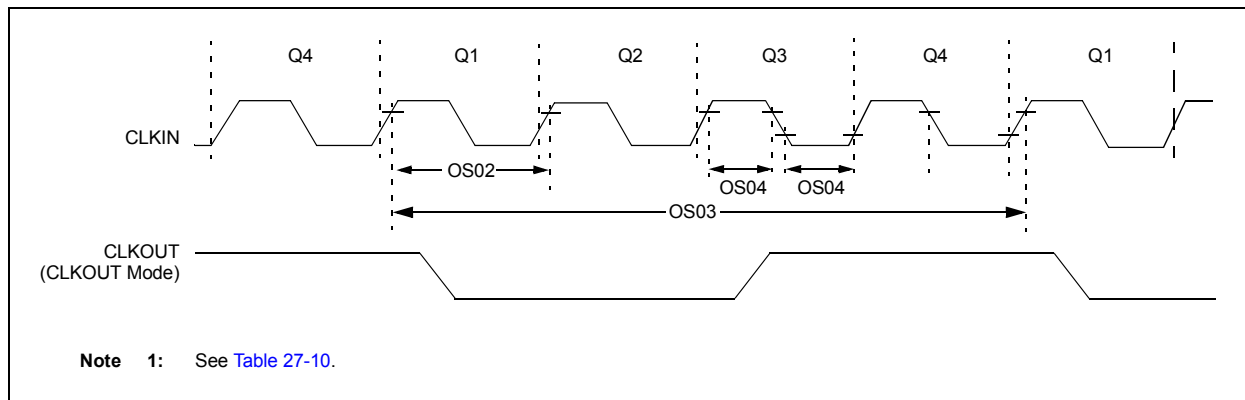 Q4 Q1 Q2 Q3 Q4 Q1
CLKIN
OS02
OS04 OS04
OS03
CLKOUT
(CLKOUT Mode)
Note 1: See Table 27-10.